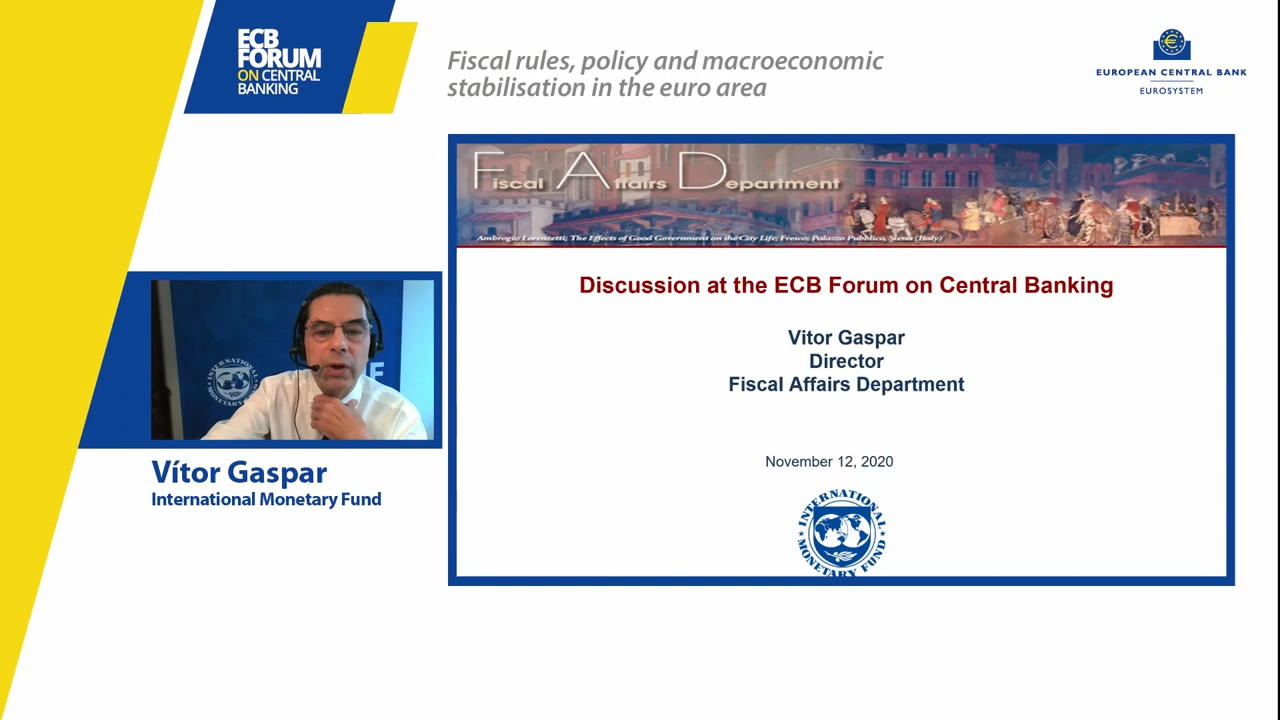 ECB
FORUM
ON CENTRAL
BANKING
Fiscal rules, policy and macroeconomic
stabilisation in the euro area
EUROPEAN CENTRAL BANK
EUROSYSTEM
Fiscal Affairs Department
Ambrogio Lorenzetti; The Effects of Good Government on the City Life; Fresco; Palazzo Pubblico, Siena (Italy)
Discussion at the ECB Forum on Central Banking
Vitor Gaspar
Director
Fiscal Affairs Department
November 12, 2020
INTERNATIONAL
MONETARY FUND
INTERNATIONAL
MONETARY
F
Vítor Gaspar
International Monetary Fund